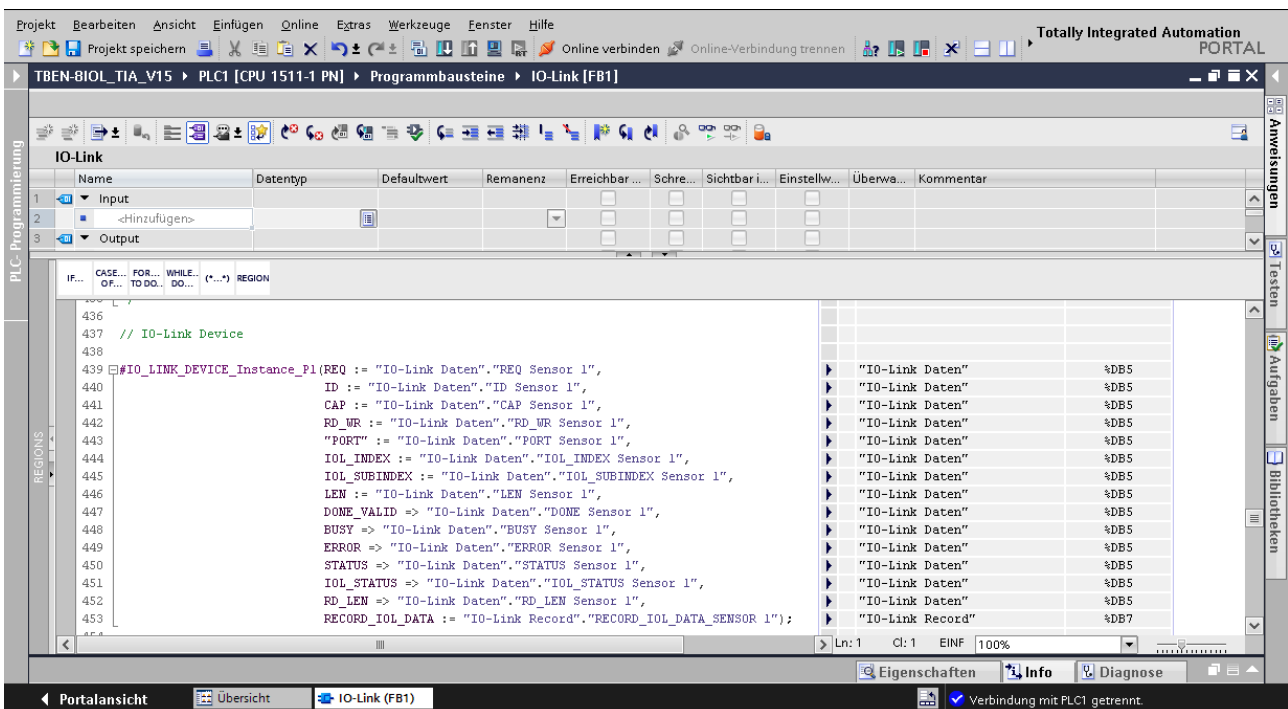 Projekt Bearbeiten Ansicht Einfügen Online Extras Werkzeuge Fenster Hilfe
Totally Integrated Automation
PORTAL
Projekt speichern Online verbinden Online-Verbindung trennen
TBEN-8IOL_TIA_V15 PLC1 [CPU 1511-1 PN] Programmbausteine IO-Link [FB1]
PLC-Programmierung
IO-Link
Name Datentyp Defaultwert Remanenz Erreichbar ... Schre... Sichtbar i... Einstellw... Überwa... Kommentar
1 Input
2 <Hinzufügen>
3 Output
IF... CASE... OF... FOR... TO DO... WHILE... DO... (*...*) REGION
REGIONS
436
437 // IO-Link Device
438
439 #IO_LINK_DEVICE_Instance_P1(REQ := "IO-Link Daten"."REQ Sensor 1", "IO-Link Daten" %DB5
440 ID := "IO-Link Daten"."ID Sensor 1", "IO-Link Daten" %DB5
441 CAP := "IO-Link Daten"."CAP Sensor 1", "IO-Link Daten" %DB5
442 RD_WR := "IO-Link Daten"."RD_WR Sensor 1", "IO-Link Daten" %DB5
443 "PORT" := "IO-Link Daten"."PORT Sensor 1", "IO-Link Daten" %DB5
444 IOL_INDEX := "IO-Link Daten"."IOL_INDEX Sensor 1", "IO-Link Daten" %DB5
445 IOL_SUBINDEX := "IO-Link Daten"."IOL_SUBINDEX Sensor 1", "IO-Link Daten" %DB5
446 LEN := "IO-Link Daten"."LEN Sensor 1", "IO-Link Daten" %DB5
447 DONE_VALID => "IO-Link Daten"."DONE Sensor 1", "IO-Link Daten" %DB5
448 BUSY => "IO-Link Daten"."BUSY Sensor 1", "IO-Link Daten" %DB5
449 ERROR => "IO-Link Daten"."ERROR Sensor 1", "IO-Link Daten" %DB5
450 STATUS => "IO-Link Daten"."STATUS Sensor 1", "IO-Link Daten" %DB5
451 IOL_STATUS => "IO-Link Daten"."IOL_STATUS Sensor 1", "IO-Link Daten" %DB5
452 RD_LEN => "IO-Link Daten"."RD_LEN Sensor 1", "IO-Link Daten" %DB5
453 RECORD_IOL_DATA := "IO-Link Record"."RECORD_IOL_DATA_SENSOR 1"); "IO-Link Record" %DB7
Ln: 1 Cl: 1 EINF 100%
Anweisungen
Testen
Aufgaben
Bibliotheken
Eigenschaften Info Diagnose
Portalansicht Übersicht IO-Link (FB1) Verbindung mit PLC1 getrennt.